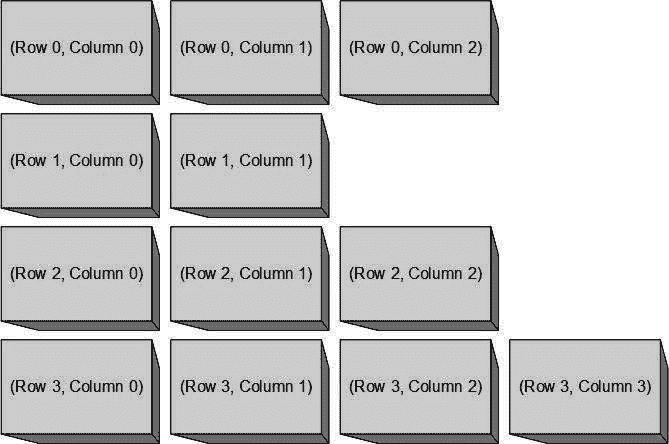 (Row 0, Column 0) (Row 0, Column 1) (Row 0, Column 2)
(Row 1, Column 0) (Row 1, Column 1)
(Row 2, Column 0) (Row 2, Column 1) (Row 2, Column 2)
(Row 3, Column 0) (Row 3, Column 1) (Row 3, Column 2) (Row 3, Column 3)